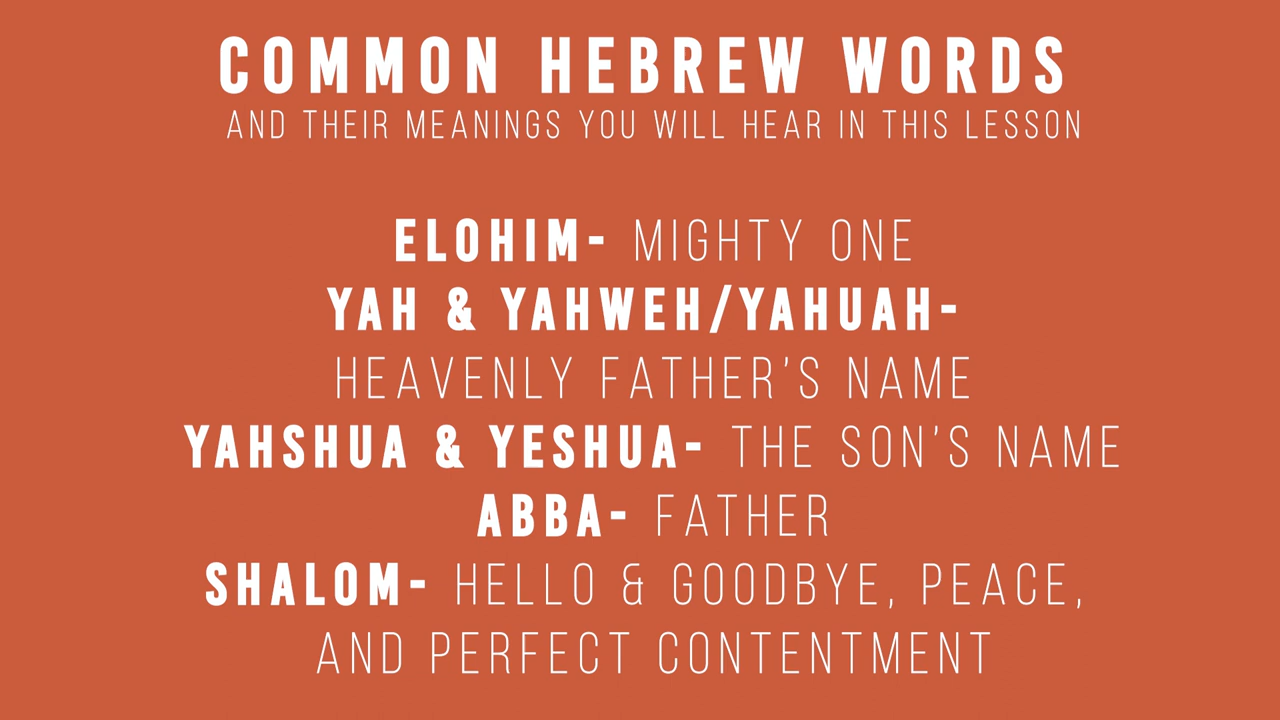 COMMON HEBREW WORDS
AND THEIR MEANINGS YOU WILL HEAR IN THIS LESSON
ELOHIM- MIGHTY ONE
YAH & YAHWEH/YAHUAH-
HEAVENLY FATHER'S NAME
YAHSHUA & YESHUA- THE SON'S NAME
ABBA- FATHER
SHALOM- HELLO & GOODBYE, PEACE,
AND PERFECT CONTENTMENT